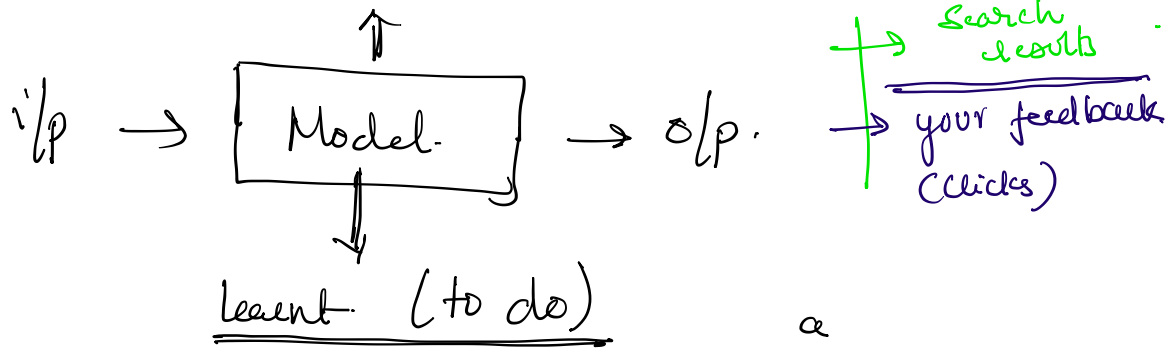 Search
results
i/p → Model. → o/p.
your feedback
(clicks)
learnt. (to do)
a